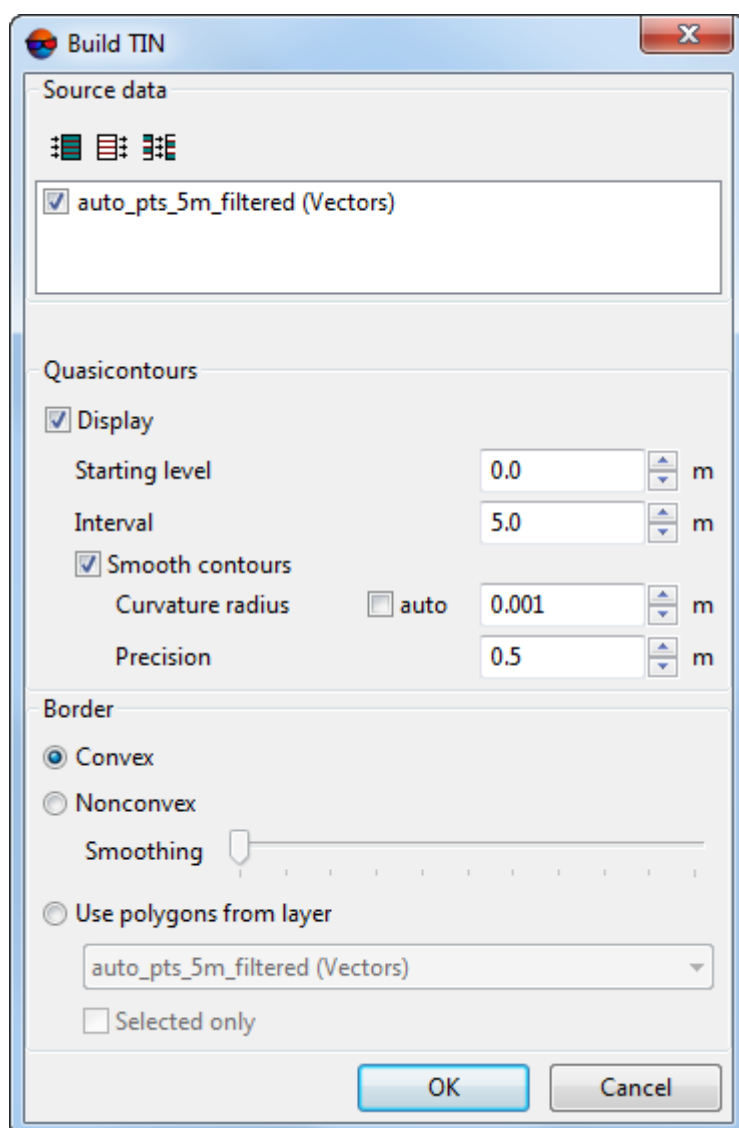 Build TIN
Source data
auto_pts_5m_filtered (Vectors)
Quasicontours
Display
Starting level 0.0 m
Interval 5.0 m
Smooth contours
Curvature radius auto 0.001 m
Precision 0.5 m
Border
Convex
Nonconvex
Smoothing
Use polygons from layer
auto_pts_5m_filtered (Vectors)
Selected only
OK Cancel